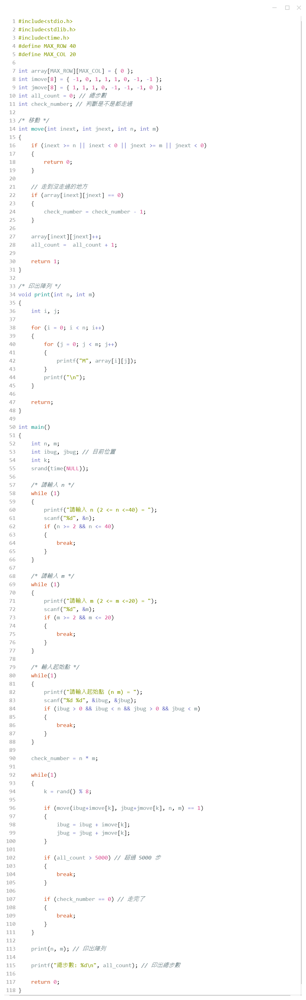 1 #include<stdio.h>
2 #include<stdlib.h>
3 #include<time.h>
4 #define MAX_ROW 40
5 #define MAX_COL 20
6
7 int array[MAX_ROW][MAX_COL] = { 0 };
8 int imove[8] = { -1, 0, 1, 1, 1, 0, -1, -1 };
9 int jmove[8] = { 1, 1, 1, 0, -1, -1, -1, 0 };
10 int all_count = 0; // 總步數
11 int check_number; // 判斷是不是都走過
12
13 /* 移動 */
14 int move(int inext, int jnext, int n, int m)
15 {
16     if (inext >= n || inext < 0 || jnext >= m || jnext < 0)
17     {
18         return 0;
19     }
20
21     // 走到沒走過的地方
22     if (array[inext][jnext] == 0)
23     {
24         check_number = check_number - 1;
25     }
26
27     array[inext][jnext]++;
28     all_count =  all_count + 1;
29
30     return 1;
31 }
32
33 /* 印出陣列 */
34 void print(int n, int m)
35 {
36     int i, j;
37
38     for (i = 0; i < n; i++)
39     {
40         for (j = 0; j < m; j++)
41         {
42             printf("M", array[i][j]);
43         }
44         printf("\n");
45     }
46
47     return;
48 }
49
50 int main()
51 {
52     int n, m;
53     int ibug, jbug; // 目前位置
54     int k;
55     srand(time(NULL));
56
57     /* 請輸入 n */
58     while (1)
59     {
60         printf("請輸入 n (2 <= n <=40) = ");
61         scanf("%d", &n);
62         if (n >= 2 && n <= 40)
63         {
64             break;
65         }
66     }
67
68     /* 請輸入 m */
69     while (1)
70     {
71         printf("請輸入 m (2 <= m <=20) = ");
72         scanf("%d", &m);
73         if (m >= 2 && m <= 20)
74         {
75             break;
76         }
77     }
78
79     /* 輸入起始點 */
80     while(1)
81     {
82         printf("請輸入起始點 (n m) = ");
83         scanf("%d %d", &ibug, &jbug);
84         if (ibug > 0 && ibug < n && jbug > 0 && jbug < m)
85         {
86             break;
87         }
88     }
89
90     check_number = n * m;
91
92     while(1)
93     {
94         k = rand() % 8;
95
96         if (move(ibug+imove[k], jbug+jmove[k], n, m) == 1)
97         {
98             ibug = ibug + imove[k];
99             jbug = jbug + jmove[k];
100         }
101
102         if (all_count > 5000) // 超過 5000 步
103         {
104             break;
105         }
106
107         if (check_number == 0) // 走完了
108         {
109             break;
110         }
111     }
112
113     print(n, m); // 印出陣列
114
115     printf("總步數: %d\n", all_count); // 印出總步數
116
117     return 0;
118 }